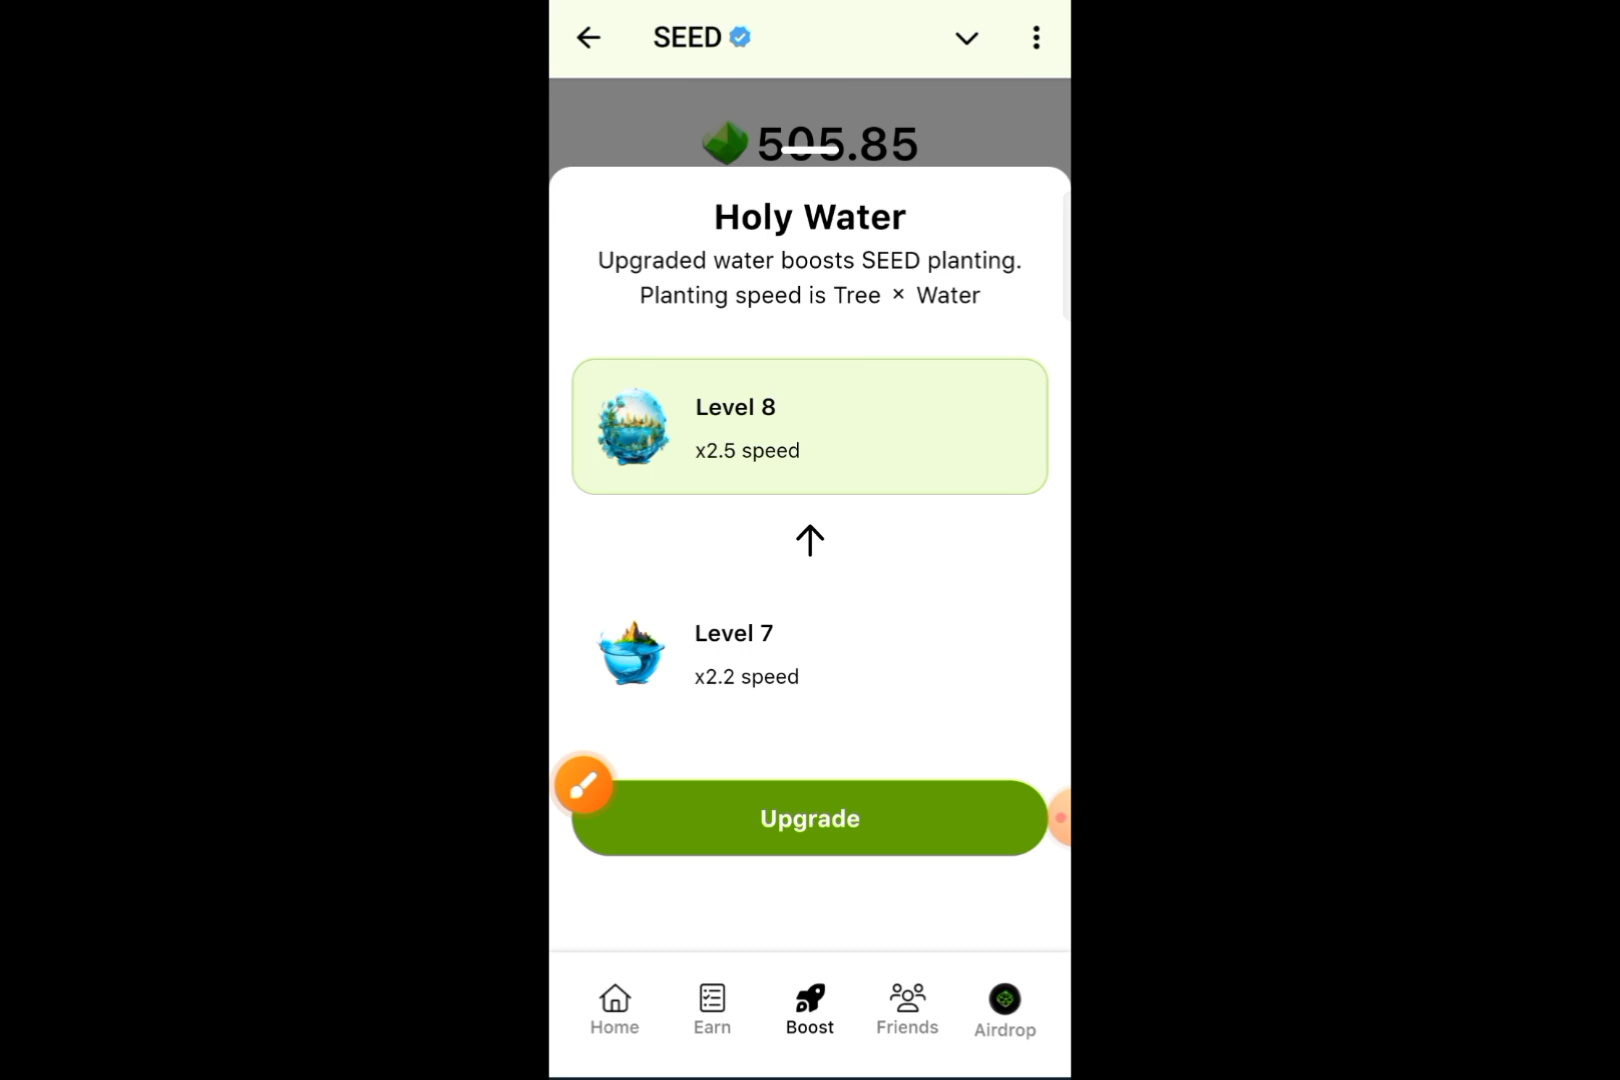 SEED
505.85
Holy Water
Upgraded water boosts SEED planting.
Planting speed is Tree × Water
Level 8
x2.5 speed
Level 7
x2.2 speed
Upgrade
Home
Earn
Boost
Friends
Airdrop